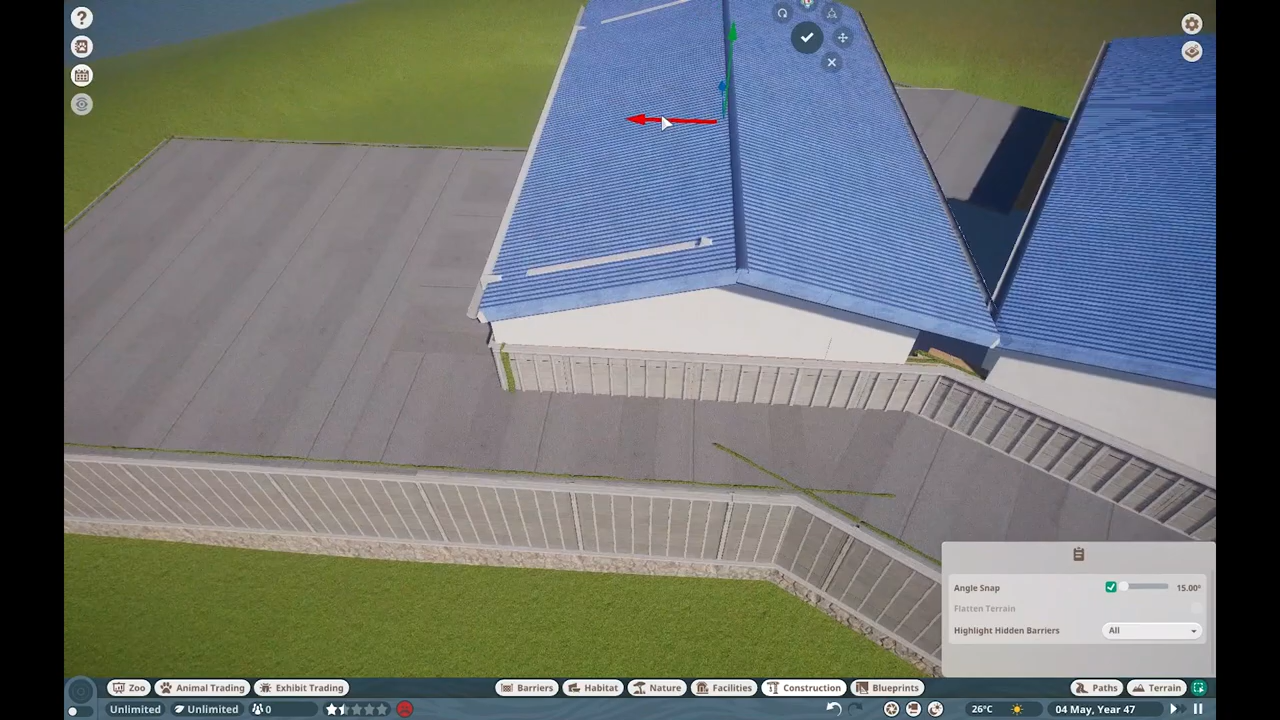 ?
Angle Snap 15.00°
Flatten Terrain
Highlight Hidden Barriers All
Zoo Animal Trading Exhibit Trading Barriers Habitat Nature Facilities Construction Blueprints Paths Terrain
Unlimited Unlimited 0 26°C 04 May, Year 47